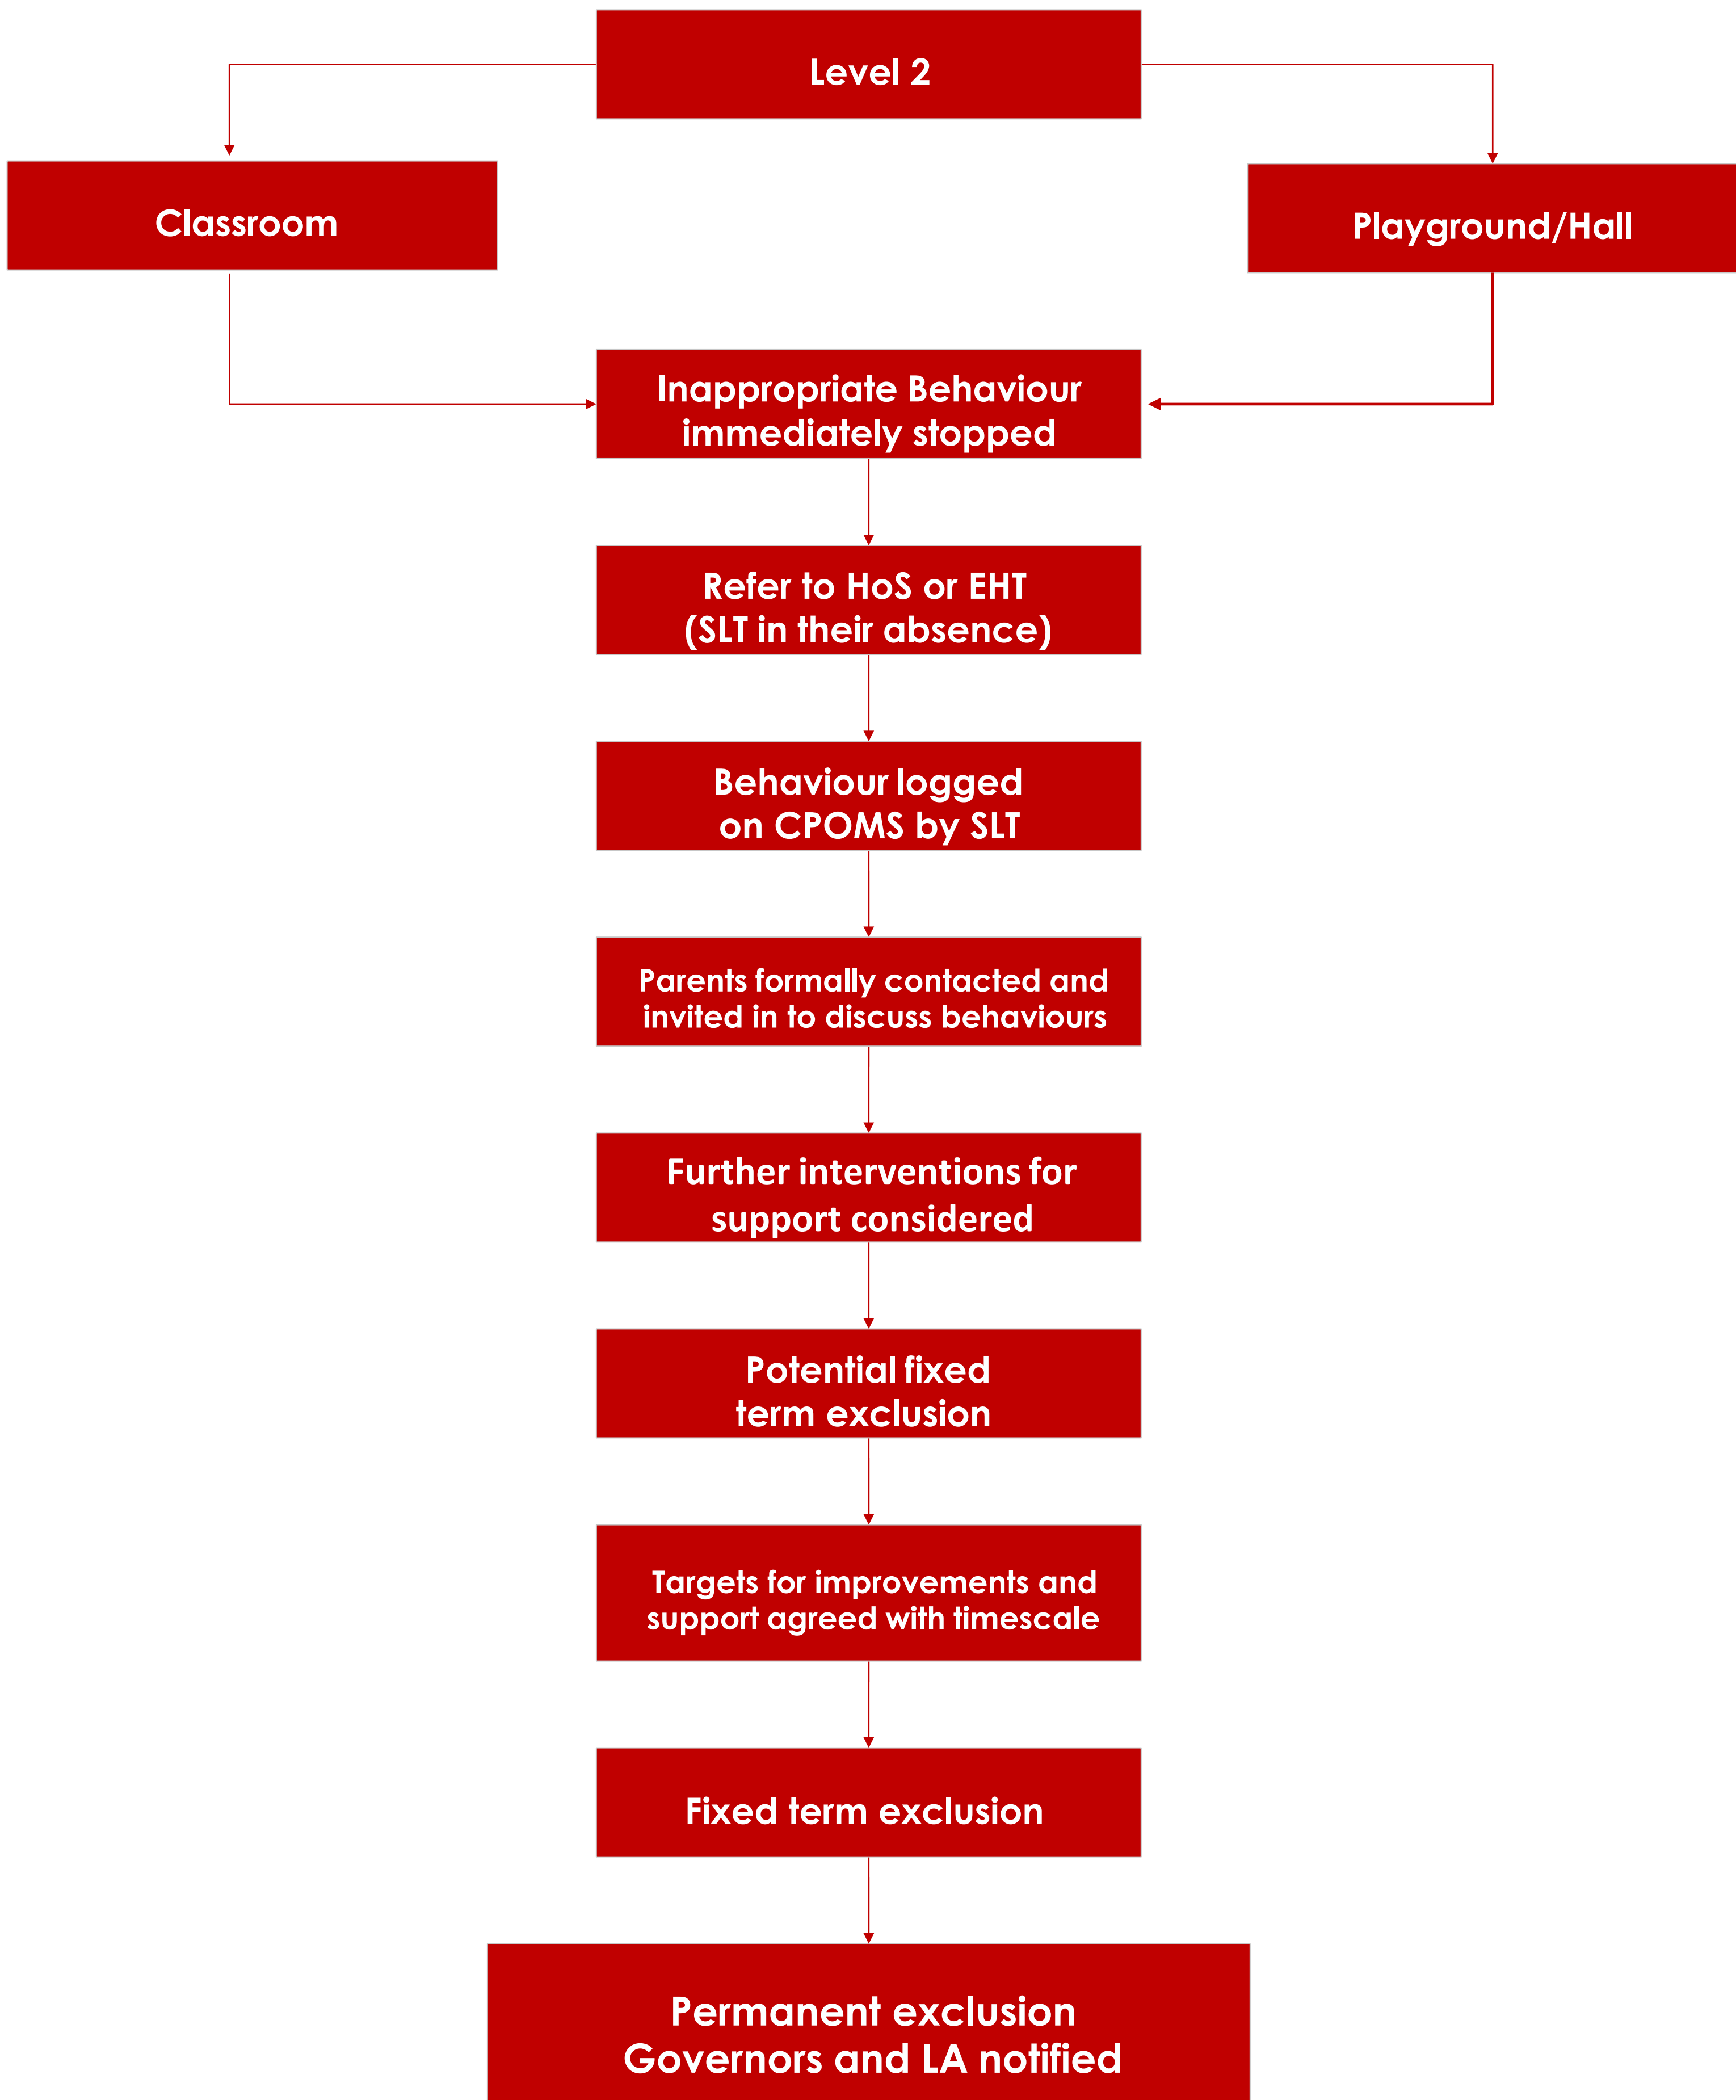 Level 2
Classroom
Playground/Hall
Inappropriate Behaviour
immediately stopped
Refer to HoS or EHT
(SLT in their absence)
Behaviour logged
on CPOMS by SLT
Parents formally contacted and
invited in to discuss behaviours
Further interventions for
support considered
Potential fixed
term exclusion
Targets for improvements and
support agreed with timescale
Fixed term exclusion
Permanent exclusion
Governors and LA notified